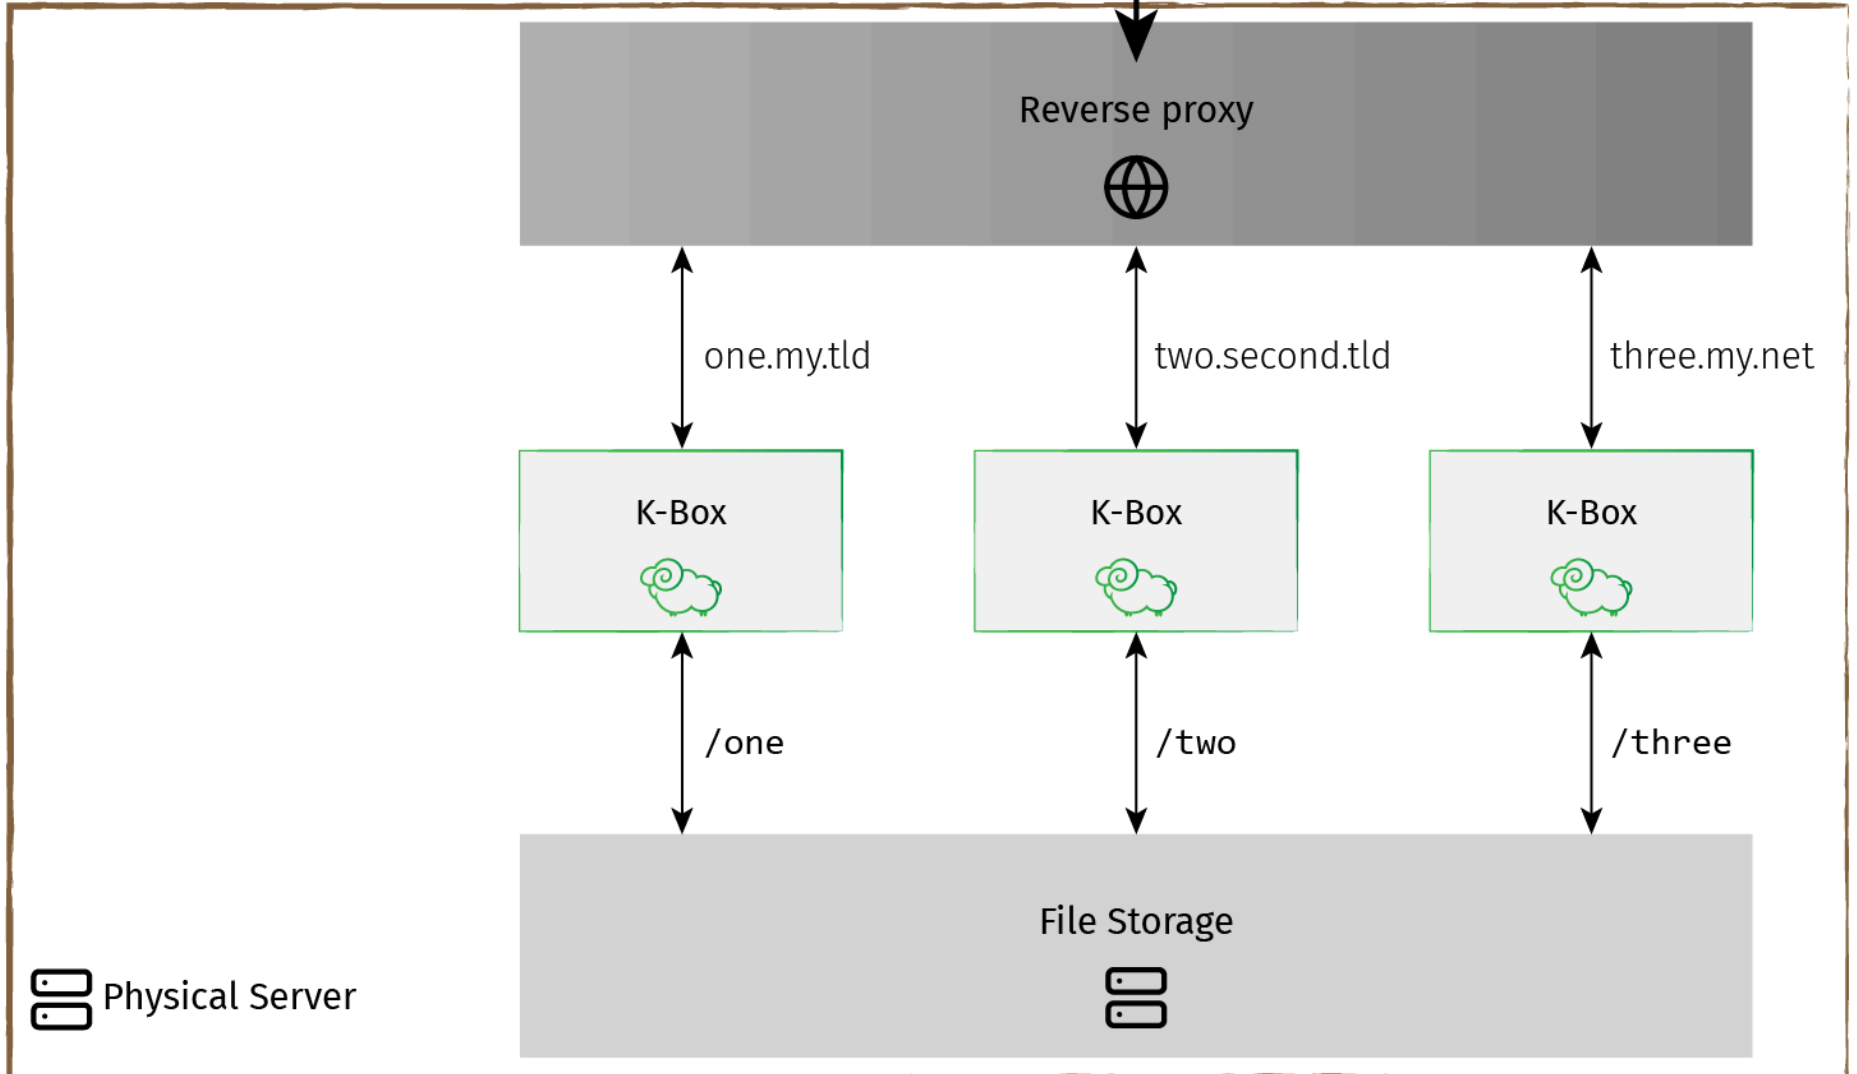 Reverse proxy
one.my.tld
two.second.tld
three.my.net
K-Box
K-Box
K-Box
/one
/two
/three
File Storage
Physical Server